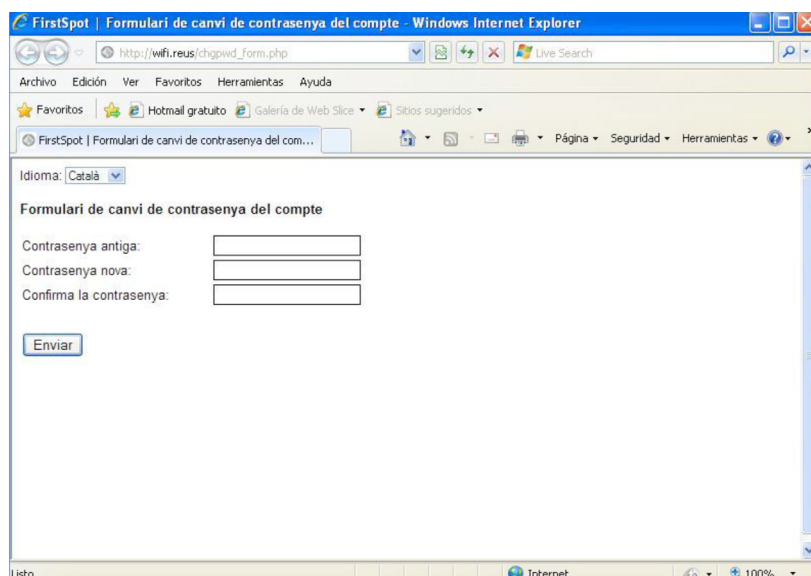 FirstSpot | Formulari de canvi de contrasenya del compte - Windows Internet Explorer
http://wifi.reus/chgpwd_form.php
Live Search
Archivo Edición Ver Favoritos Herramientas Ayuda
Favoritos Hotmail gratuito Galería de Web Slice Sitios sugeridos
FirstSpot | Formulari de canvi de contrasenya del com... Página Seguridad Herramientas
Idioma: Català
Formulari de canvi de contrasenya del compte
Contrasenya antiga:
Contrasenya nova:
Confirma la contrasenya:
Enviar
Listo Internet 100%